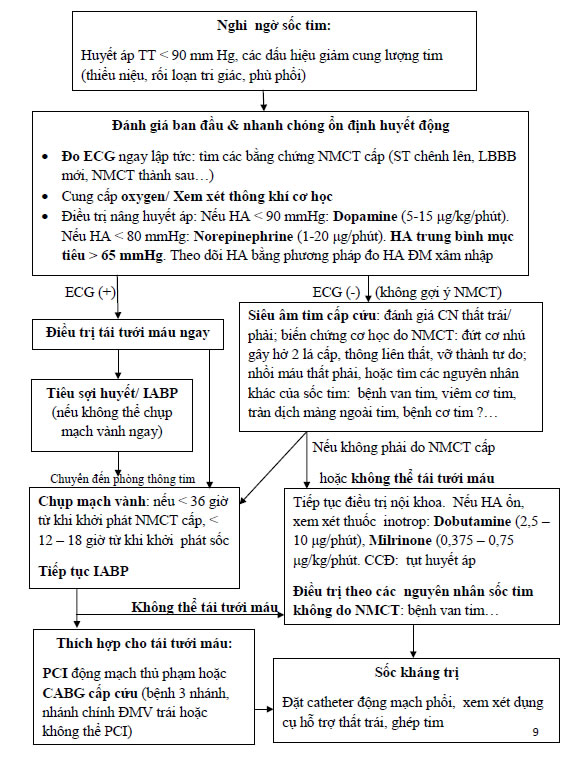 Nghi ngờ sốc tim:
Huyết áp TT < 90 mm Hg, các dấu hiệu giảm cung lượng tim
(thiểu niệu, rối loạn tri giác, phù phổi)
Đánh giá ban đầu & nhanh chóng ổn định huyết động
• Đo ECG ngay lập tức: tìm các bằng chứng NMCT cấp (ST chênh lên, LBBB
mới, NMCT thành sau…)
• Cung cấp oxygen/ Xem xét thông khí cơ học
• Điều trị nâng huyết áp: Nếu HA < 90 mmHg: Dopamine (5-15 μg/kg/phút).
Nếu HA < 80 mmHg: Norepinephrine (1-20 μg/phút). HA trung bình mục
tiêu > 65 mmHg. Theo dõi HA bằng phương pháp đo HA ĐM xâm nhập
ECG (+)
ECG (-) (không gợi ý NMCT)
Điều trị tái tưới máu ngay
Siêu âm tim cấp cứu: đánh giá CN thất trái/
phải; biến chứng cơ học do NMCT: đứt cơ nhú
gây hở 2 lá cấp, thông liên thất, vỡ thành tự do;
nhồi máu thất phải, hoặc tìm các nguyên nhân
khác của sốc tim: bệnh van tim, viêm cơ tim,
tràn dịch màng ngoài tim, bệnh cơ tim ?…
Tiêu sợi huyết/ IABP
(nếu không thể chụp
mạch vành ngay)
Nếu không phải do NMCT cấp
hoặc không thể tái tưới máu
Chuyển đến phòng thông tim
Chụp mạch vành: nếu < 36 giờ
từ khi khởi phát NMCT cấp, <
12 – 18 giờ từ khi khởi phát sốc
Tiếp tục IABP
Tiếp tục điều trị nội khoa. Nếu HA ổn,
xem xét thuốc inotrop: Dobutamine (2,5 –
10 μg/phút), Milrinone (0,375 – 0,75
μg/kg/phút. CCĐ: tụt huyết áp
Điều trị theo các nguyên nhân sốc tim
không do NMCT: bệnh van tim…
Không thể tái tưới máu
Thích hợp cho tái tưới máu:
PCI động mạch thủ phạm hoặc
CABG cấp cứu (bệnh 3 nhánh,
nhánh chính ĐMV trái hoặc
không thể PCI)
Sốc kháng trị
Đặt catheter động mạch phổi, xem xét dụng
cụ hỗ trợ thất trái, ghép tim
9